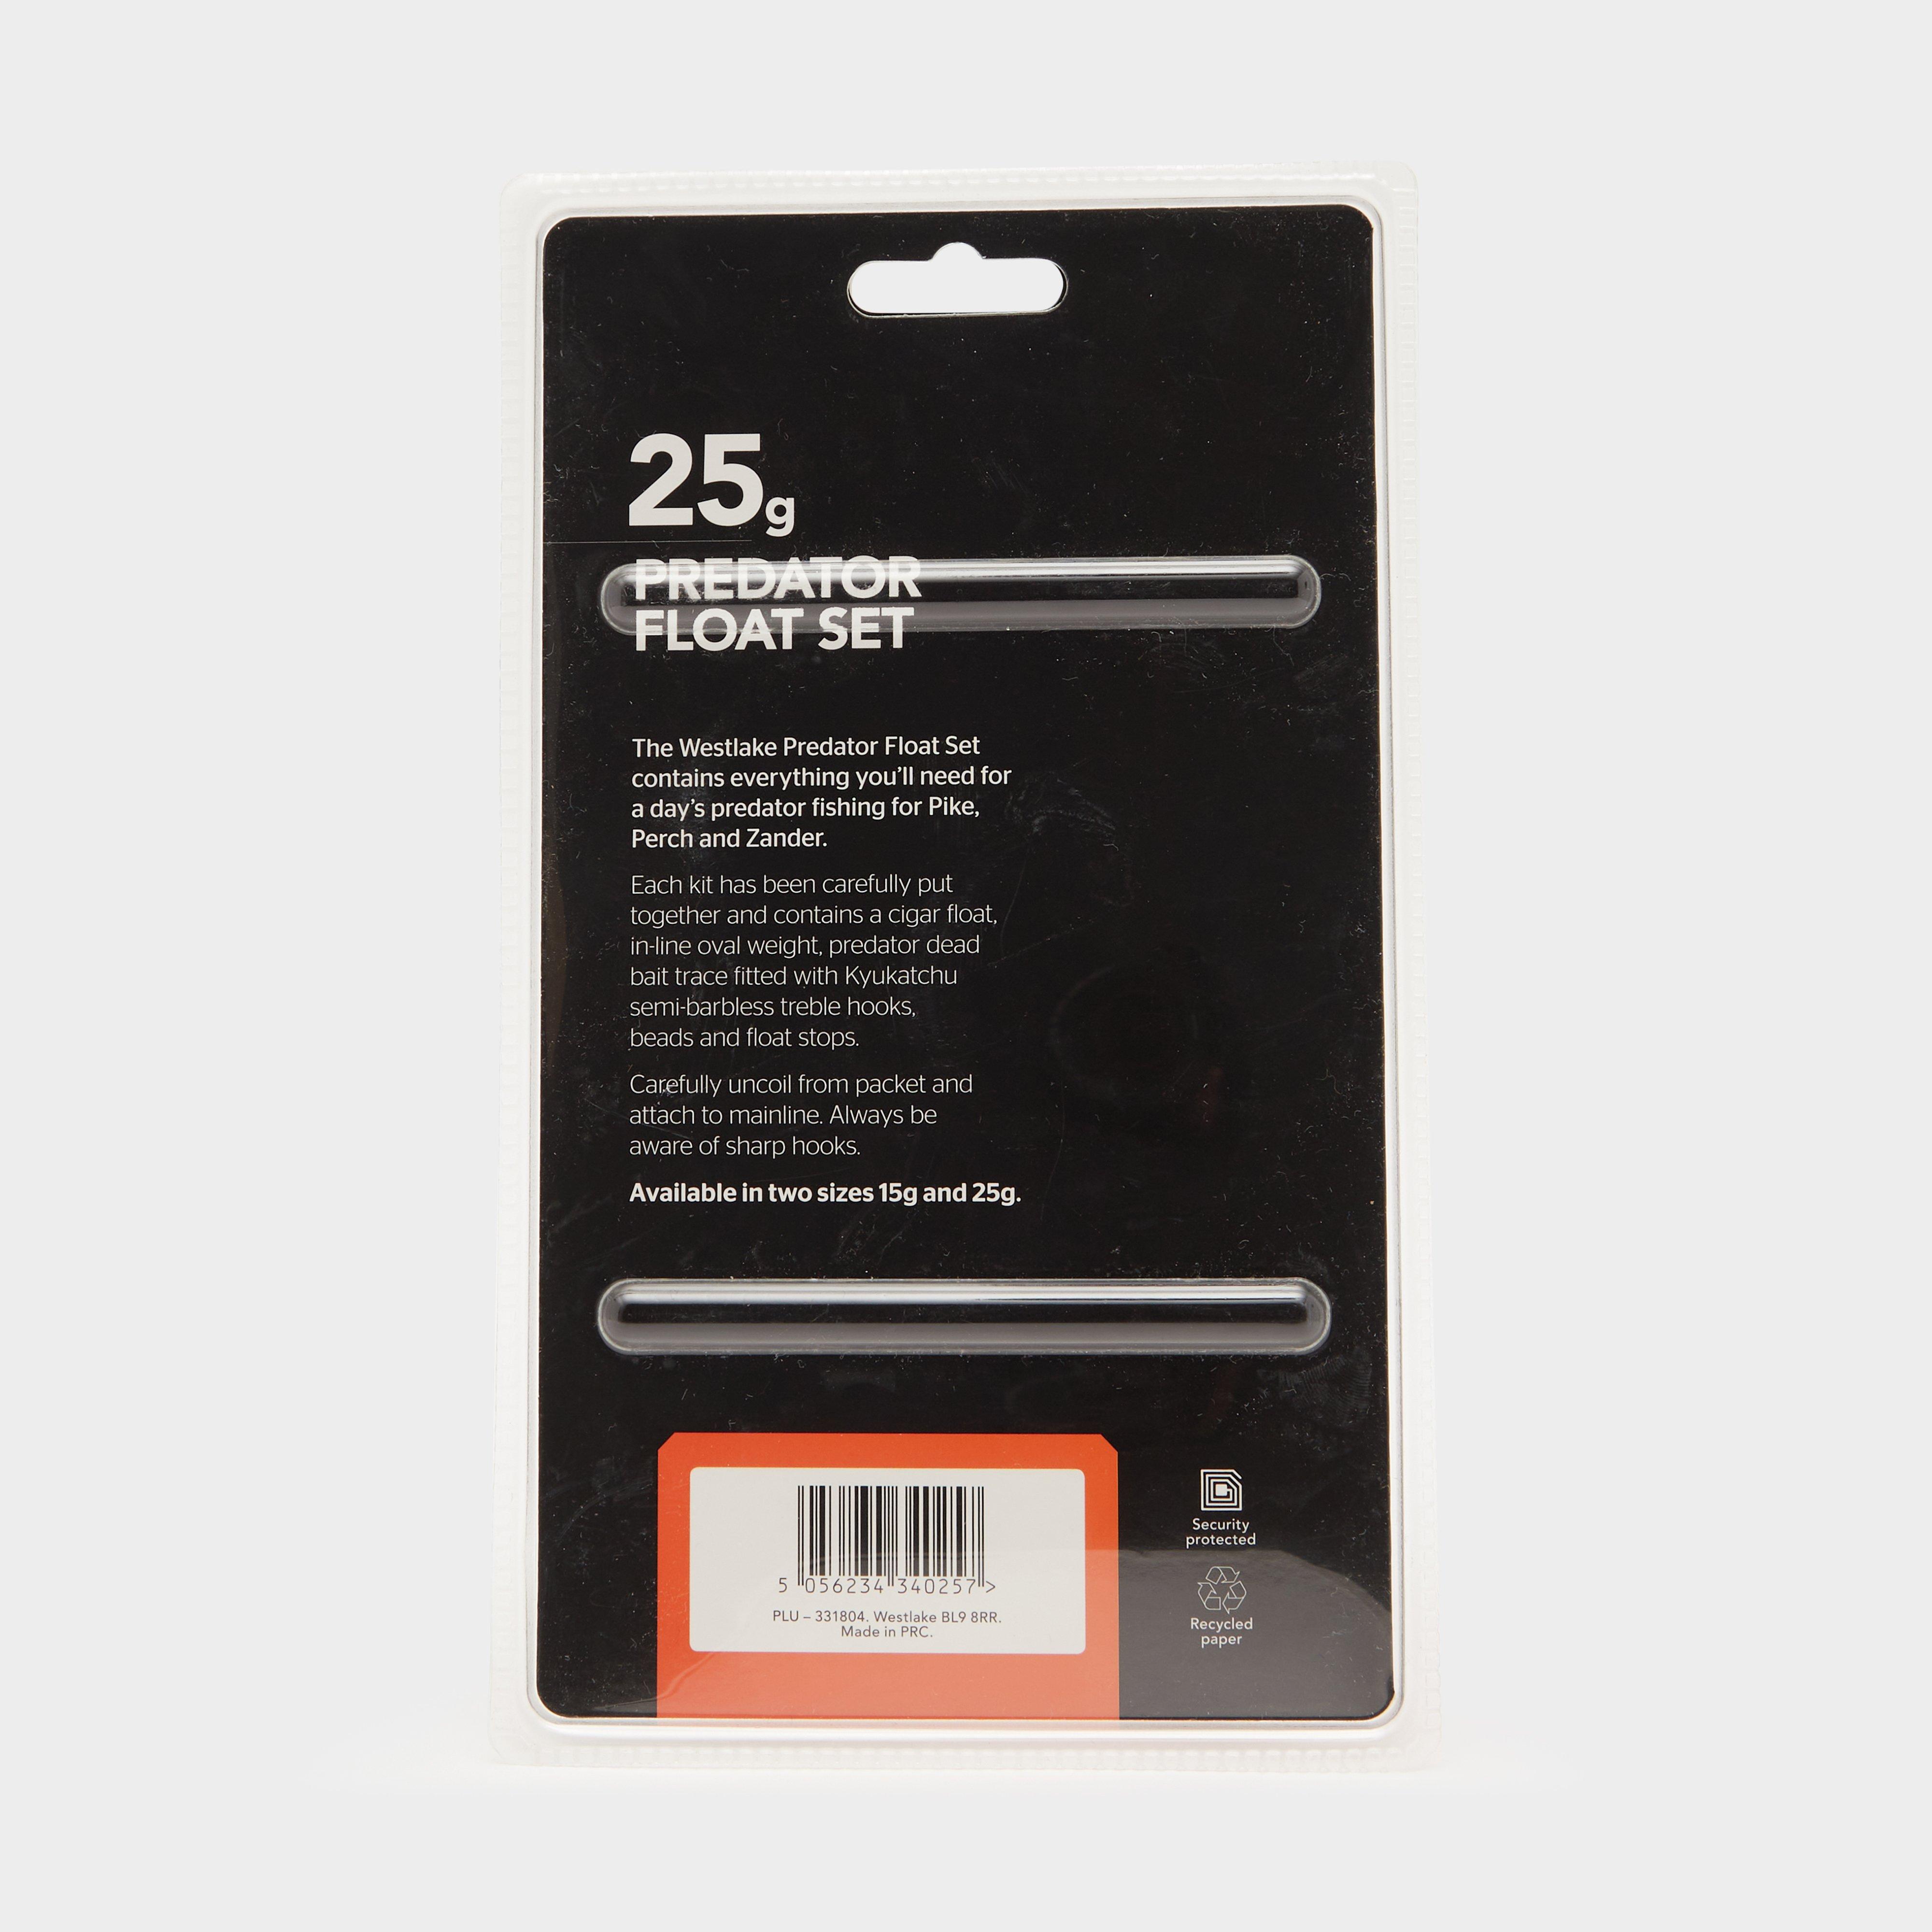 25g
PREDATOR
FLOAT SET
The Westlake Predator Float Set
contains everything you'll need for
a day's predator fishing for Pike,
Perch and Zander.
Each kit has been carefully put
together and contains a cigar float,
in-line oval weight, predator dead
bait trace fitted with Kyukatchu
semi-barbless treble hooks,
beads and float stops.
Carefully uncoil from packet and
attach to mainline. Always be
aware of sharp hooks.
Available in two sizes 15g and 25g.
5 056234 340257 >
PLU – 331804. Westlake BL9 8RR.
Made in PRC.
Security
protected
Recycled
paper